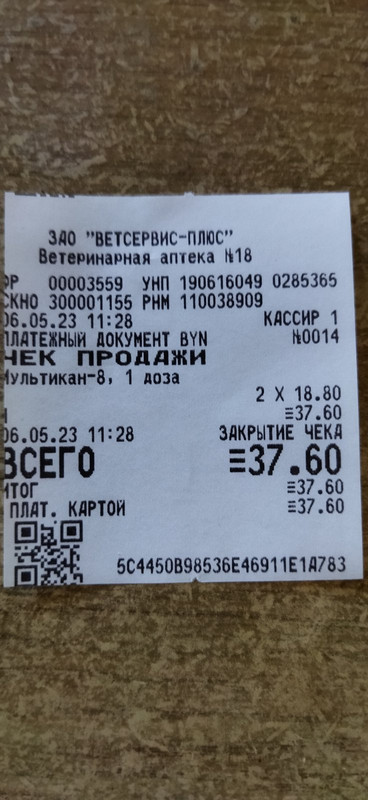 ЗАО "ВЕТСЕРВИС-ПЛЮС"
Ветеринарная аптека №18
ФР 00003559 УНП 190616049 0285365
СКНО 300001155 РНМ 110038909
06.05.23 11:28 КАССИР 1
ПЛАТЕЖНЫЙ ДОКУМЕНТ BYN №0014
ЧЕК ПРОДАЖИ
Мультикан-8, 1 доза
2 X 18.80
≡37.60
06.05.23 11:28 ЗАКРЫТИЕ ЧЕКА
ВСЕГО ≡37.60
ИТОГ ≡37.60
ПЛАТ. КАРТОЙ ≡37.60
5C4450B98536E46911E1A783